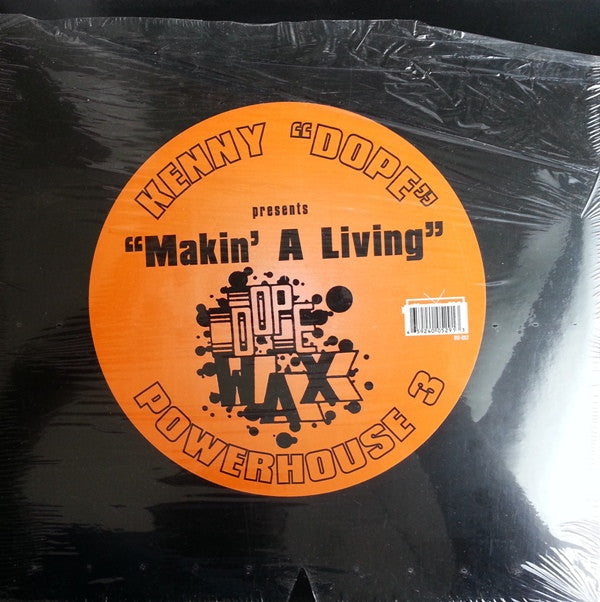 KENNY “DOPE”
presents
“Makin’ A Living”
DOPE
WAX
POWERHOUSE 3